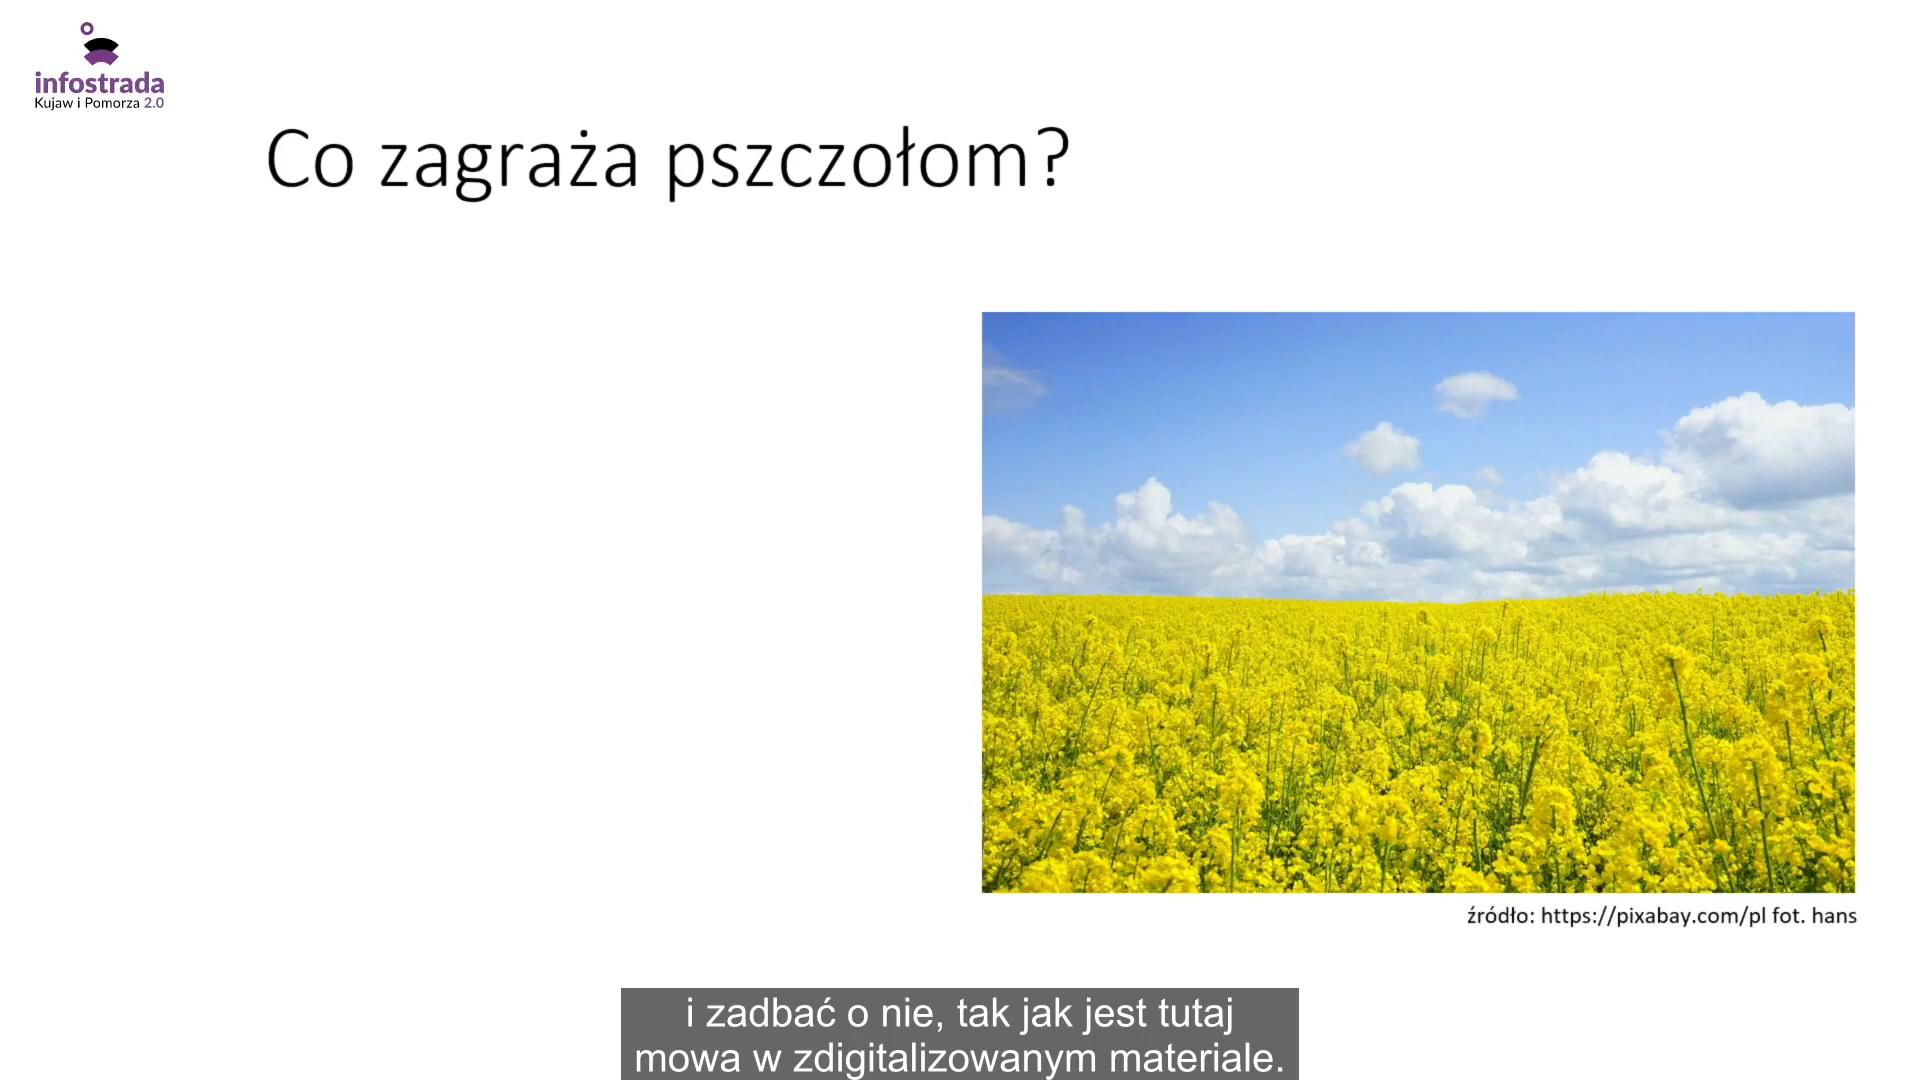 infostrada
Kujaw i Pomorza 2.0
Co zagraża pszczołom?
źródło: https://pixabay.com/pl fot. hans
i zadbać o nie, tak jak jest tutaj
mowa w zdigitalizowanym materiale.